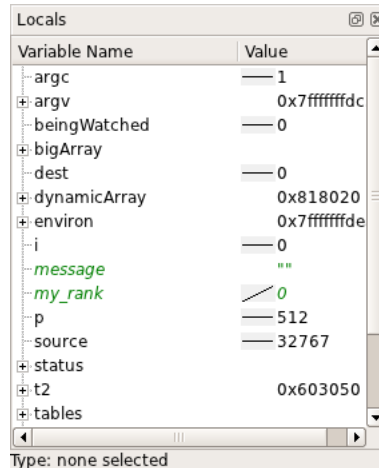 Locals
Variable Name Value
argc 1
argv 0x7fffffffdc
beingWatched 0
bigArray
dest 0
dynamicArray 0x818020
environ 0x7fffffffde
i 0
message ""
my_rank 0
p 512
source 32767
status
t2 0x603050
tables
Type: none selected